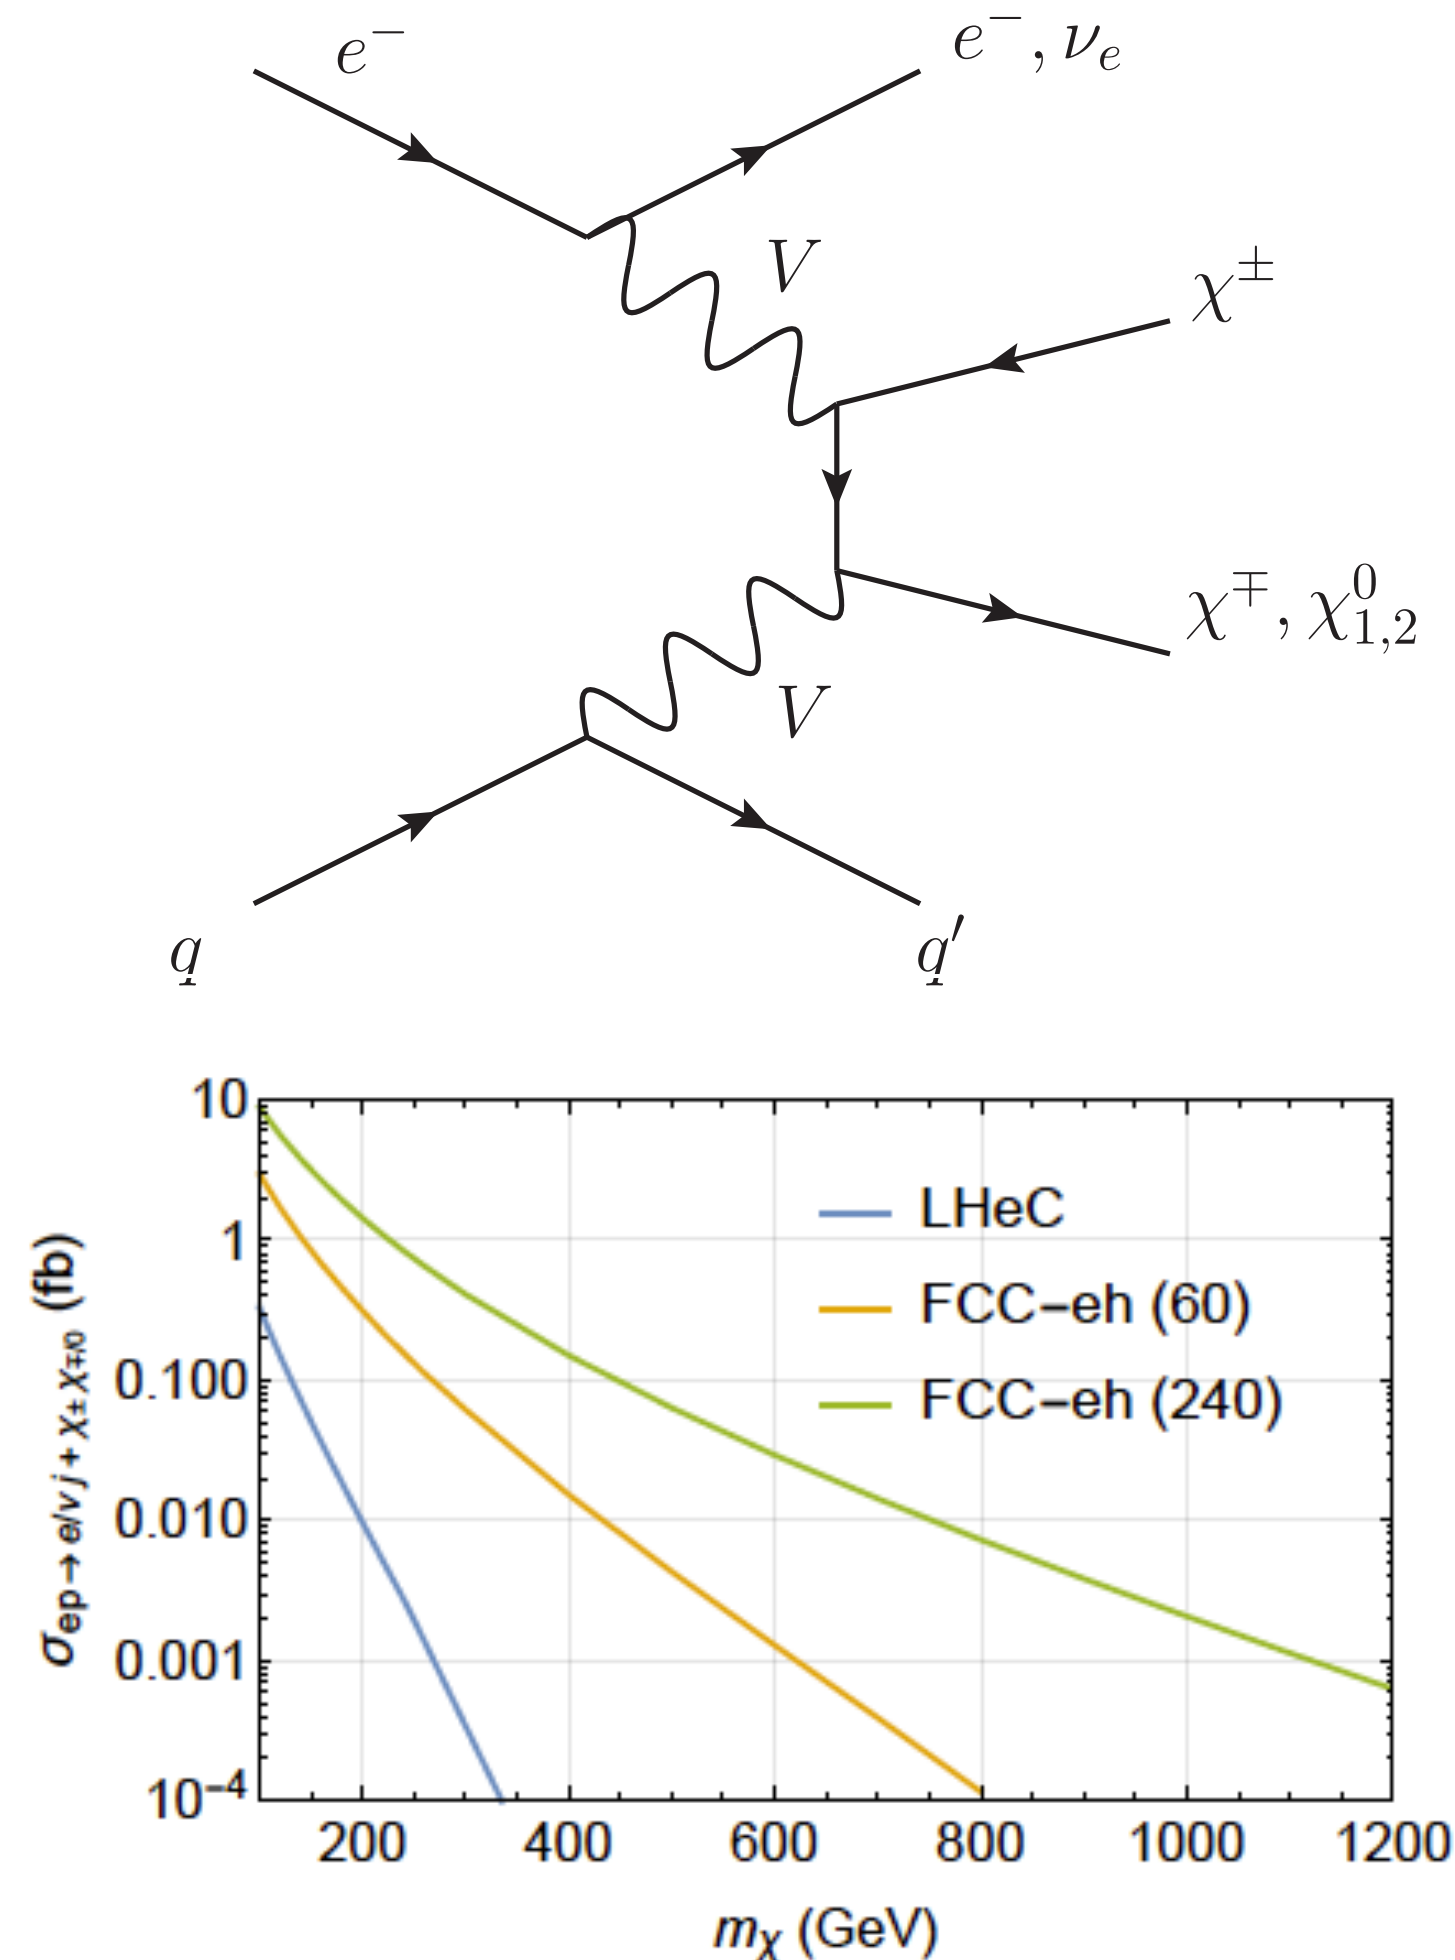 e⁻
e⁻, νₑ
V
χ±
χ∓, χ⁰₁,₂
V
q
q′
10
1
0.100
0.010
0.001
10⁻⁴
σ ep→ e/ν j + χ± χ∓/0 (fb)
LHeC
FCC−eh (60)
FCC−eh (240)
200 400 600 800 1000 1200
mχ (GeV)